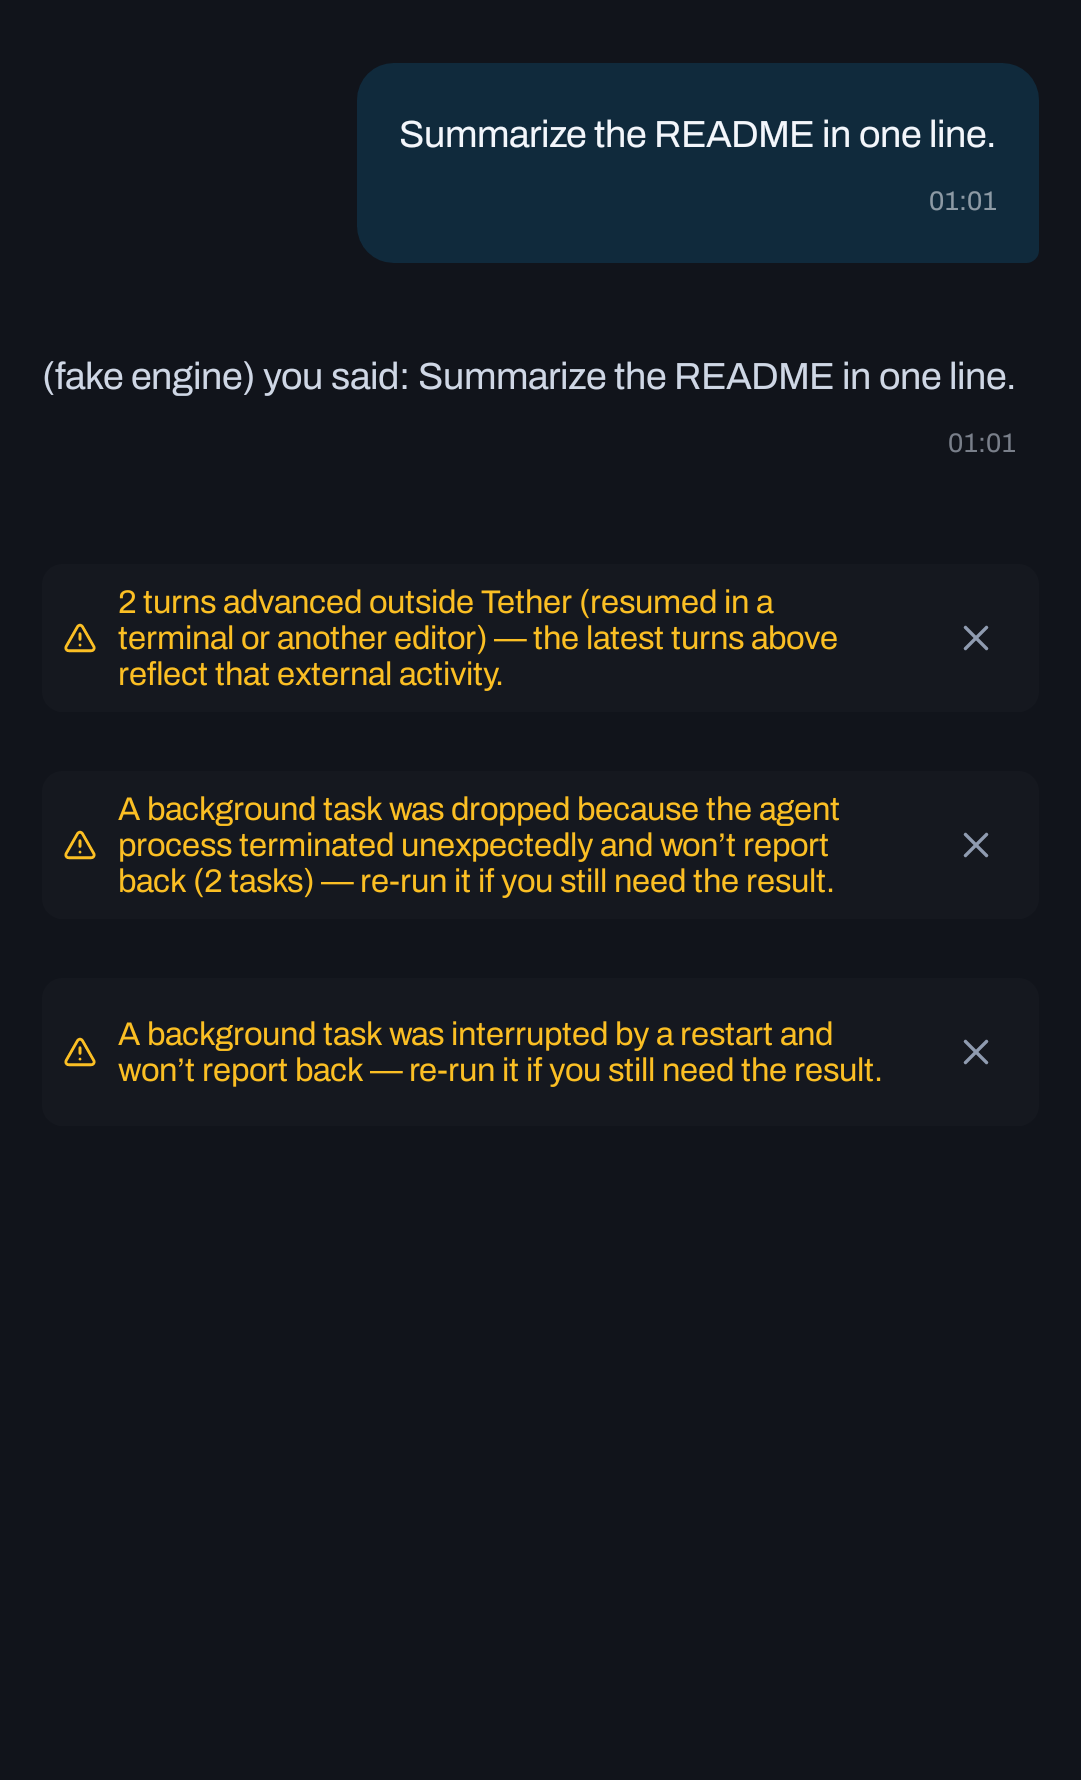 Summarize the README in one line.
01:01
(fake engine) you said: Summarize the README in one line.
01:01
2 turns advanced outside Tether (resumed in a
terminal or another editor) — the latest turns above
reflect that external activity.
A background task was dropped because the agent
process terminated unexpectedly and won’t report
back (2 tasks) — re-run it if you still need the result.
A background task was interrupted by a restart and
won’t report back — re-run it if you still need the result.